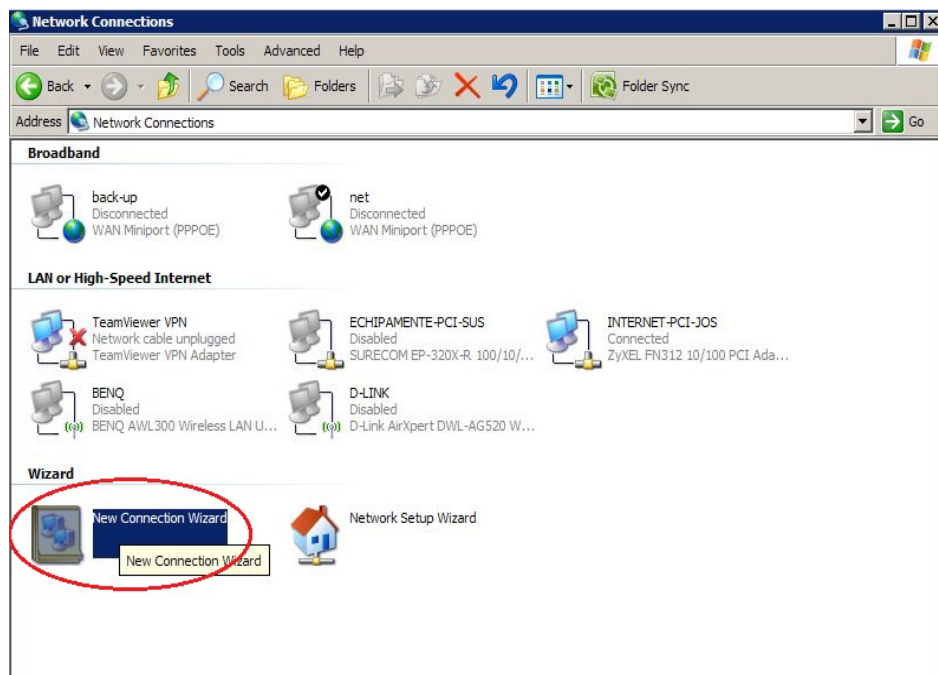 Network Connections
File Edit View Favorites Tools Advanced Help
Back Search Folders Folder Sync
Address Network Connections Go
Broadband
back-up
Disconnected
WAN Miniport (PPPOE)
net
Disconnected
WAN Miniport (PPPOE)
LAN or High-Speed Internet
TeamViewer VPN
Network cable unplugged
TeamViewer VPN Adapter
ECHIPAMENTE-PCI-SUS
Disabled
SURECOM EP-320X-R 100/10/...
INTERNET-PCI-JOS
Connected
ZyXEL FN312 10/100 PCI Ada...
BENQ
Disabled
BENQ AWL300 Wireless LAN U...
D-LINK
Disabled
D-Link AirXpert DWL-AG520 W...
Wizard
New Connection Wizard
New Connection Wizard
Network Setup Wizard